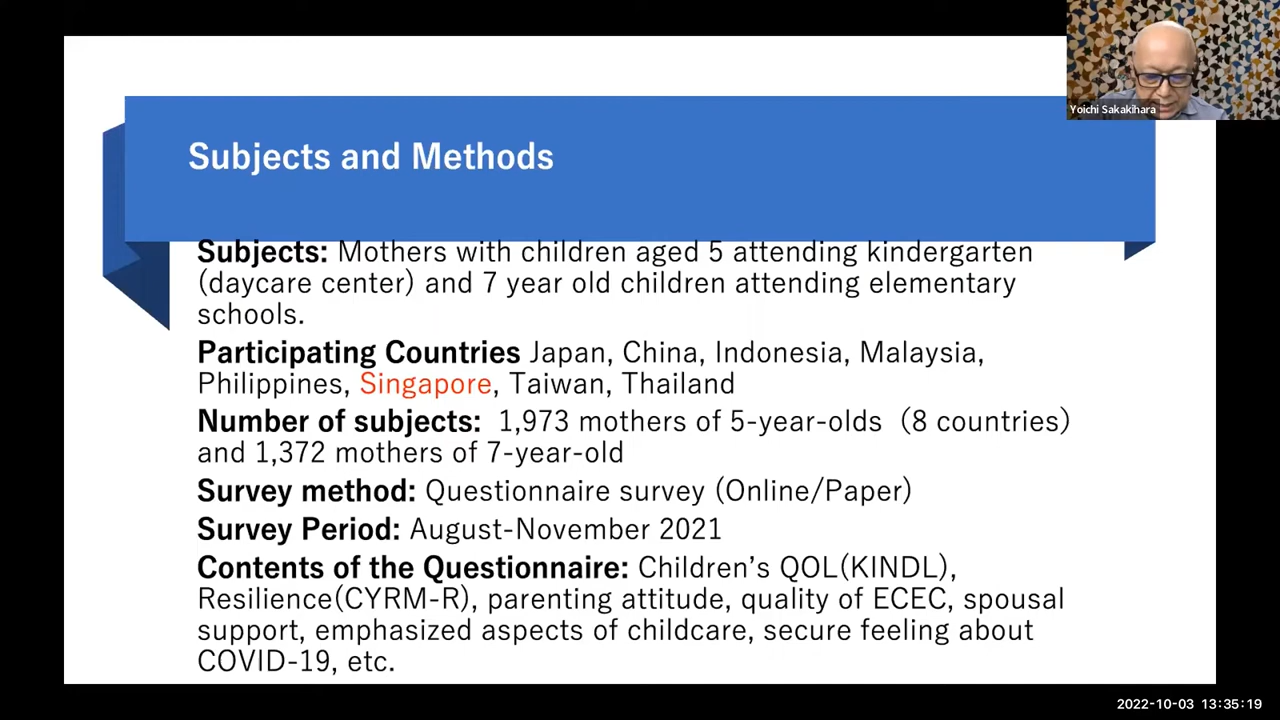 Yoichi Sakakihara
Subjects and Methods
Subjects: Mothers with children aged 5 attending kindergarten
(daycare center) and 7 year old children attending elementary
schools.
Participating Countries Japan, China, Indonesia, Malaysia,
Philippines, Singapore, Taiwan, Thailand
Number of subjects: 1,973 mothers of 5-year-olds (8 countries)
and 1,372 mothers of 7-year-old
Survey method: Questionnaire survey (Online/Paper)
Survey Period: August-November 2021
Contents of the Questionnaire: Children’s QOL(KINDL),
Resilience(CYRM-R), parenting attitude, quality of ECEC, spousal
support, emphasized aspects of childcare, secure feeling about
COVID-19, etc.
2022-10-03 13:35:19